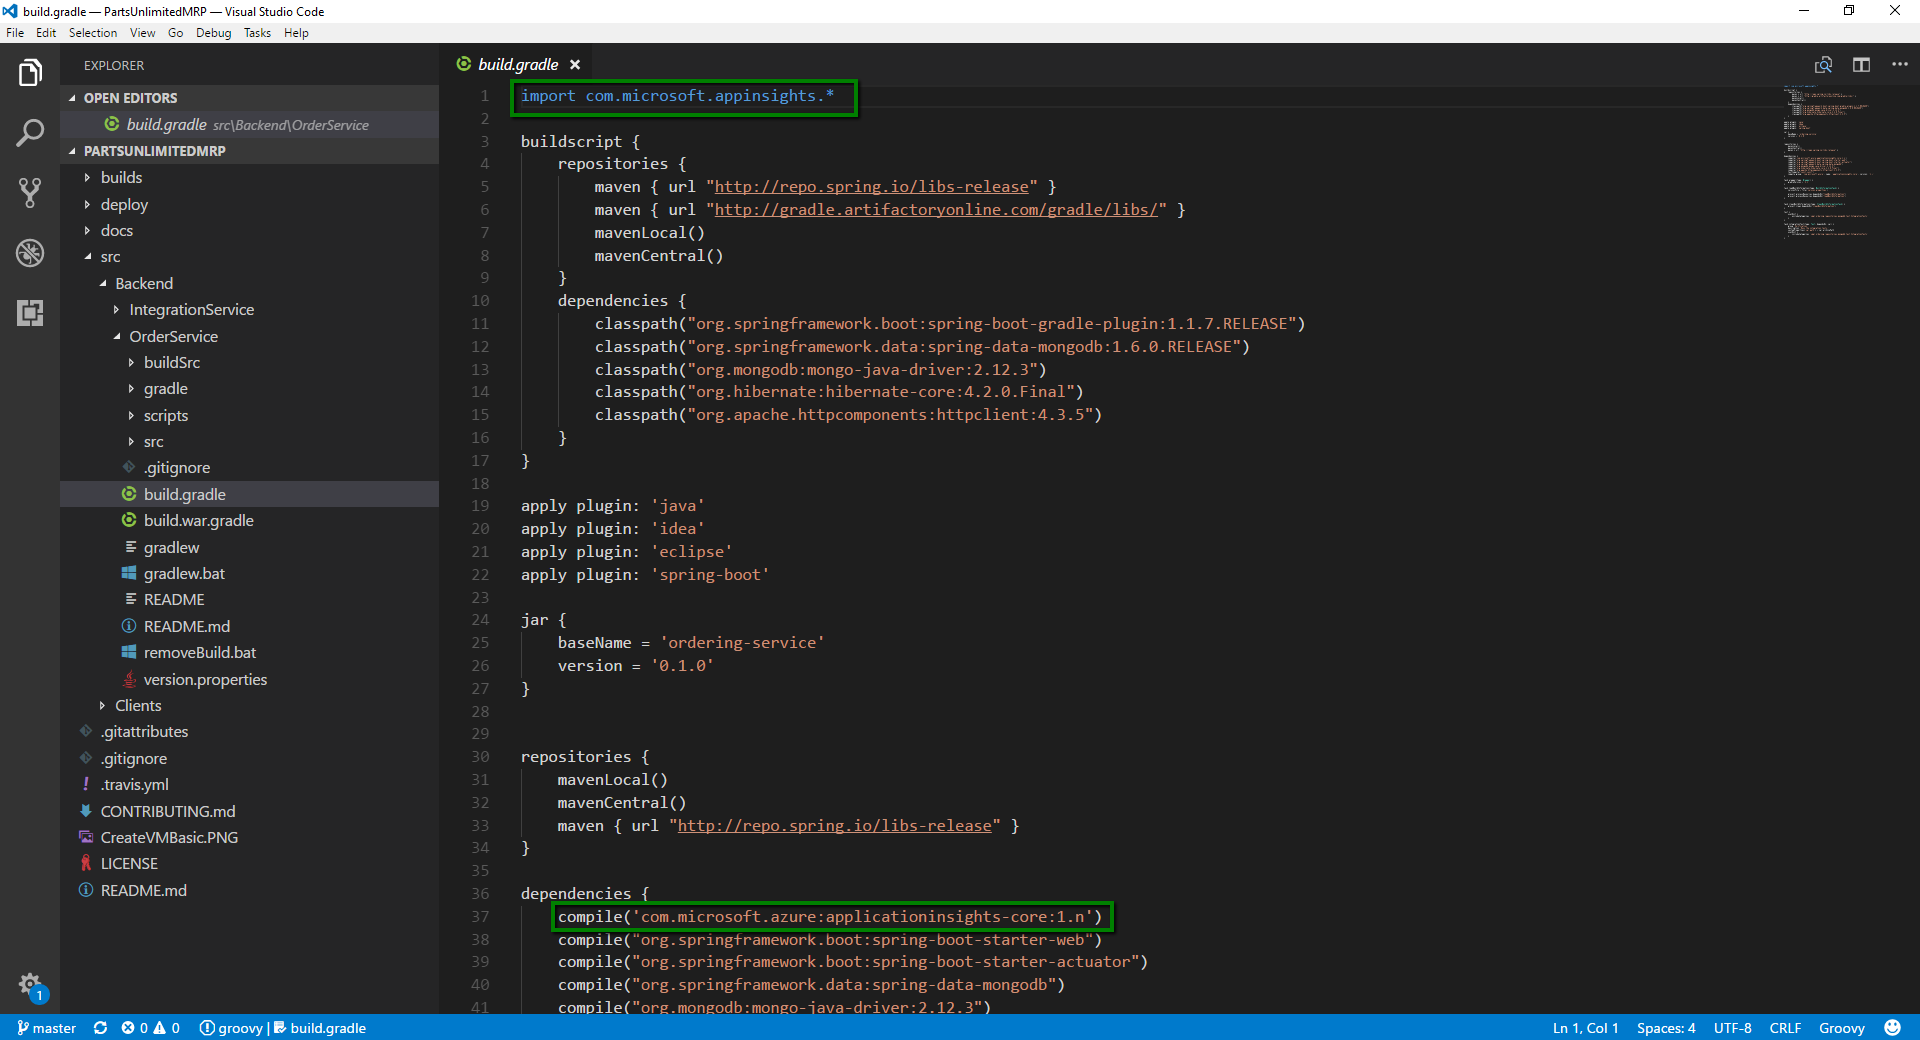 build.gradle — PartsUnlimitedMRP — Visual Studio Code
File Edit Selection View Go Debug Tasks Help
EXPLORER
OPEN EDITORS
build.gradle src\Backend\OrderService
PARTSUNLIMITEDMRP
builds
deploy
docs
src
Backend
IntegrationService
OrderService
buildSrc
gradle
scripts
src
.gitignore
build.gradle
build.war.gradle
gradlew
gradlew.bat
README
README.md
removeBuild.bat
version.properties
Clients
.gitattributes
.gitignore
.travis.yml
CONTRIBUTING.md
CreateVMBasic.PNG
LICENSE
README.md
1
build.gradle
1 import com.microsoft.appinsights.*
2
3 buildscript {
4 repositories {
5 maven { url "http://repo.spring.io/libs-release" }
6 maven { url "http://gradle.artifactoryonline.com/gradle/libs/" }
7 mavenLocal()
8 mavenCentral()
9 }
10 dependencies {
11 classpath("org.springframework.boot:spring-boot-gradle-plugin:1.1.7.RELEASE")
12 classpath("org.springframework.data:spring-data-mongodb:1.6.0.RELEASE")
13 classpath("org.mongodb:mongo-java-driver:2.12.3")
14 classpath("org.hibernate:hibernate-core:4.2.0.Final")
15 classpath("org.apache.httpcomponents:httpclient:4.3.5")
16 }
17 }
18
19 apply plugin: 'java'
20 apply plugin: 'idea'
21 apply plugin: 'eclipse'
22 apply plugin: 'spring-boot'
23
24 jar {
25 baseName = 'ordering-service'
26 version = '0.1.0'
27 }
28
29
30 repositories {
31 mavenLocal()
32 mavenCentral()
33 maven { url "http://repo.spring.io/libs-release" }
34 }
35
36 dependencies {
37 compile('com.microsoft.azure:applicationinsights-core:1.n')
38 compile("org.springframework.boot:spring-boot-starter-web")
39 compile("org.springframework.boot:spring-boot-starter-actuator")
40 compile("org.springframework.data:spring-data-mongodb")
41 compile("org.mongodb:mongo-java-driver:2.12.3")
master 0 0 groovy | build.gradle Ln 1, Col 1 Spaces: 4 UTF-8 CRLF Groovy